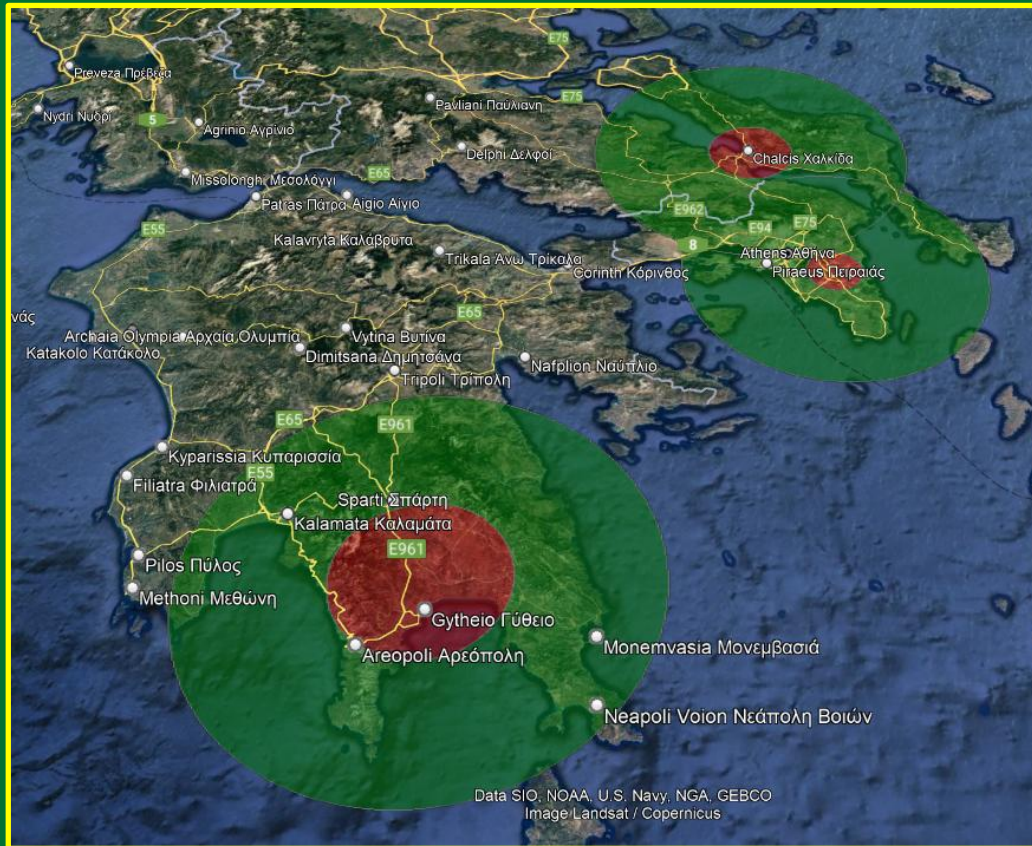 E75
Preveza Πρέβεζα
Pavliani Παύλιανη
E75
Nydri Νυδρί
5
Agrinio Αγρίνιο
Delphi Δελφοί
Chalcis Χαλκίδα
Missolongh Μεσολόγγι
E65
Patras Πάτρα
Aigio Αίγιο
E962
E55
E94
E75
Kalavryta Καλάβρυτα
8
Trikala Άνω Τρίκαλα
Athens Αθήνα
Corinth Κόρινθος
Piraeus Πειραιάς
νάς
E65
Archaia Olympia Αρχαία Ολυμπία
Vytina Βυτίνα
Katakolo Κατάκολο
Dimitsana Δημητσάνα
Nafplion Ναύπλιο
Tripoli Τρίπολη
E65
E961
Kyparissia Κυπαρισσία
E55
Filiatra Φιλιατρά
Sparti Σπάρτη
Kalamata Καλαμάτα
E961
Pilos Πύλος
Methoni Μεθώνη
Gytheio Γύθειο
Areopoli Αρεόπολη
Monemvasia Μονεμβασιά
Neapoli Voion Νεάπολη Βοιών
Data SIO, NOAA, U.S. Navy, NGA, GEBCO
Image Landsat / Copernicus